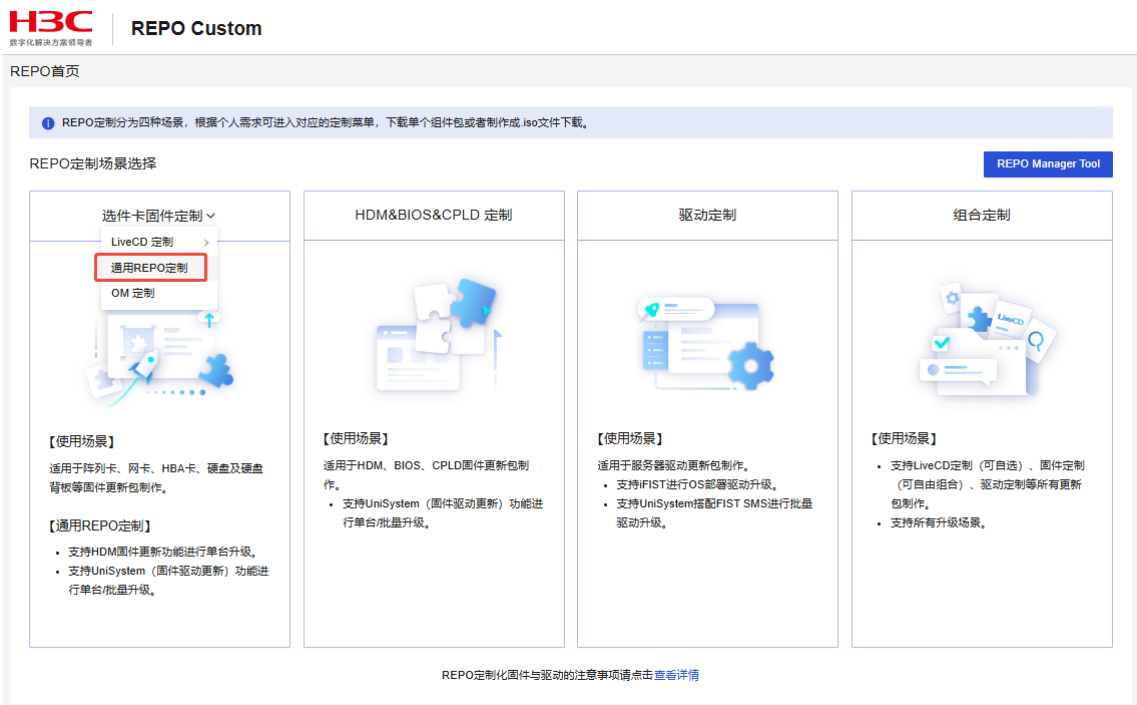 H3C
数字化解决方案领导者
REPO Custom
REPO首页
REPO定制分为四种场景，根据个人需求可进入对应的定制菜单，下载单个组件包或者制作成.iso文件下载。
REPO定制场景选择
REPO Manager Tool
选件卡固件定制
LiveCD 定制
通用REPO定制
OM 定制
【使用场景】
适用于阵列卡、网卡、HBA卡、硬盘及硬盘
背板等固件更新包制作。
【通用REPO定制】
• 支持HDM固件更新功能进行单台升级。
• 支持UniSystem（固件驱动更新）功能进
行单台/批量升级。
HDM&BIOS&CPLD 定制
【使用场景】
适用于HDM、BIOS、CPLD固件更新包制
作。
• 支持UniSystem（固件驱动更新）功能进
行单台/批量升级。
驱动定制
【使用场景】
适用于服务器驱动更新包制作。
• 支持iFIST进行OS部署驱动升级。
• 支持UniSystem搭配FIST SMS进行批量
驱动升级。
组合定制
LiveCD
【使用场景】
• 支持LiveCD定制（可自选）、固件定制
（可自由组合）、驱动定制等所有更新
包制作。
• 支持所有升级场景。
REPO定制化固件与驱动的注意事项请点击查看详情